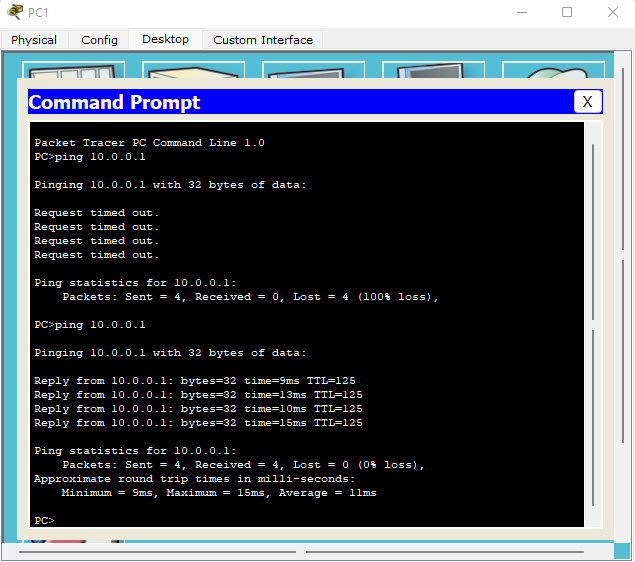 PC1
Physical Config Desktop Custom Interface
Command Prompt X
Packet Tracer PC Command Line 1.0
PC>ping 10.0.0.1
Pinging 10.0.0.1 with 32 bytes of data:
Request timed out.
Request timed out.
Request timed out.
Request timed out.
Ping statistics for 10.0.0.1:
    Packets: Sent = 4, Received = 0, Lost = 4 (100% loss),
PC>ping 10.0.0.1
Pinging 10.0.0.1 with 32 bytes of data:
Reply from 10.0.0.1: bytes=32 time=9ms TTL=125
Reply from 10.0.0.1: bytes=32 time=13ms TTL=125
Reply from 10.0.0.1: bytes=32 time=10ms TTL=125
Reply from 10.0.0.1: bytes=32 time=15ms TTL=125
Ping statistics for 10.0.0.1:
    Packets: Sent = 4, Received = 4, Lost = 0 (0% loss),
Approximate round trip times in milli-seconds:
    Minimum = 9ms, Maximum = 15ms, Average = 11ms
PC>